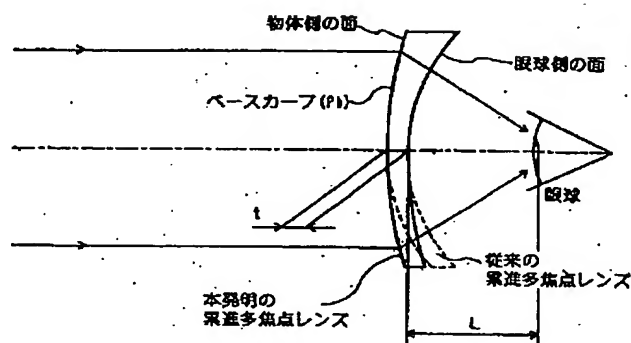 物体側の面
眼球側の面
ベースカーブ(Pb)
眼球
t
従来の
累進多焦点レンズ
本発明の
累進多焦点レンズ
L